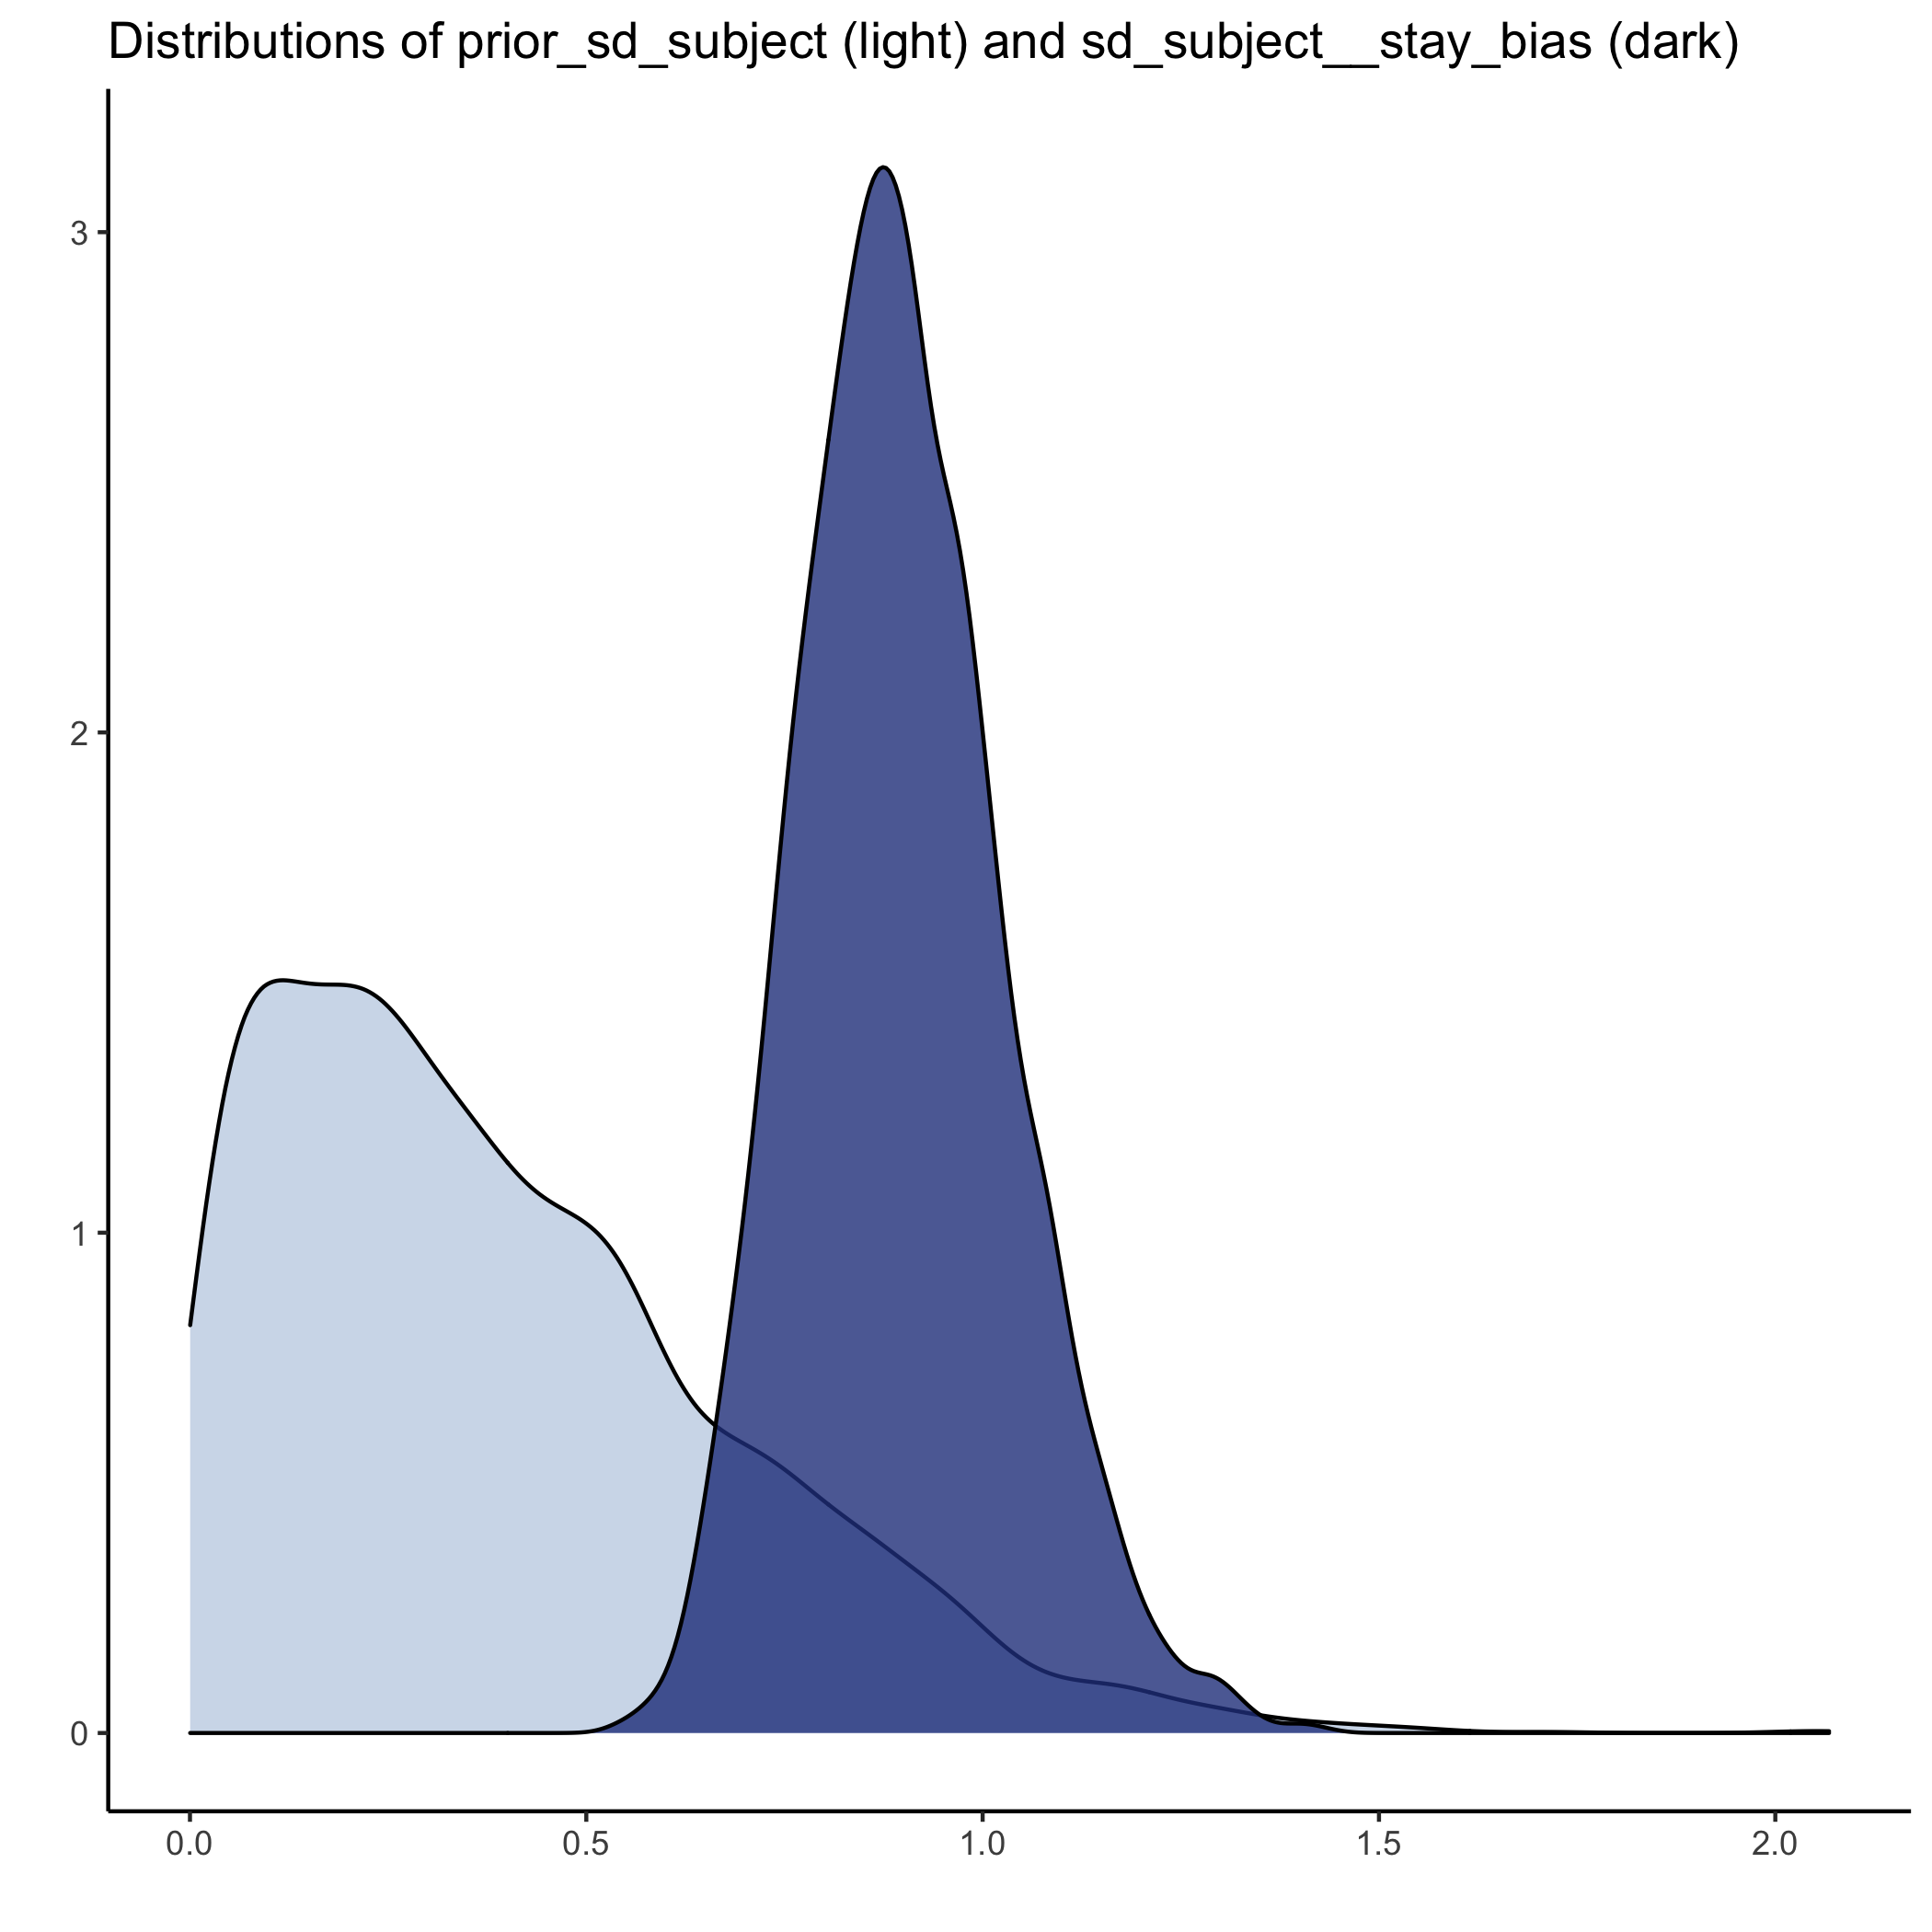 Distributions of prior_sd_subject (light) and sd_subject__stay_bias (dark)
3
2
1
0
0.0 0.5 1.0 1.5 2.0